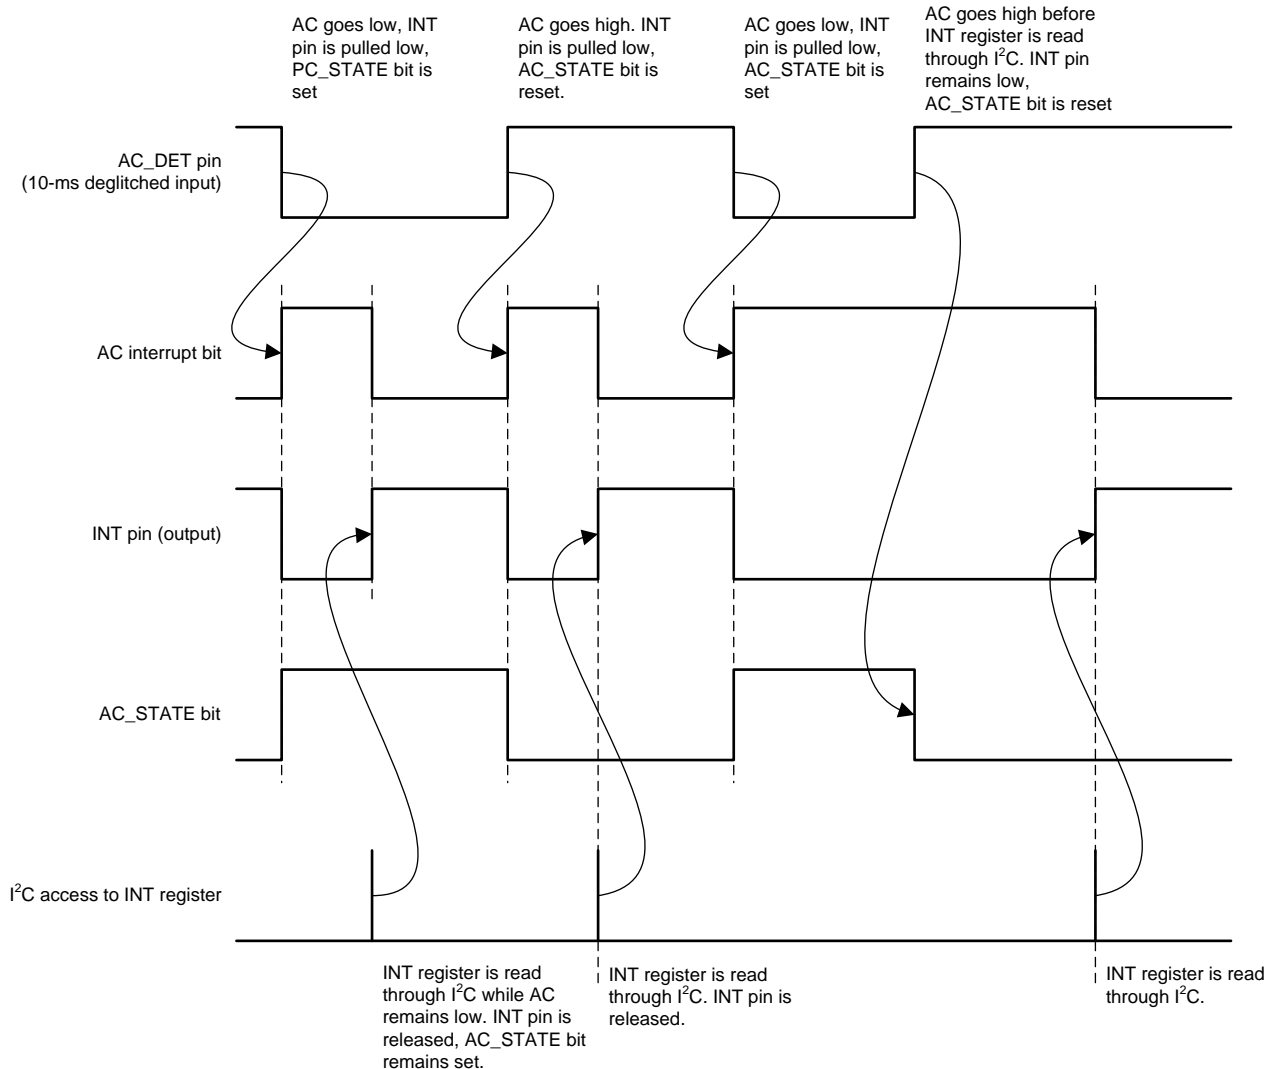 AC goes low, INT
pin is pulled low,
PC_STATE bit is
set
AC goes high. INT
pin is pulled low,
AC_STATE bit is
reset.
AC goes low, INT
pin is pulled low,
AC_STATE bit is
set
AC goes high before
INT register is read
through I²C. INT pin
remains low,
AC_STATE bit is reset
AC_DET pin
(10-ms deglitched input)
AC interrupt bit
INT pin (output)
AC_STATE bit
I²C access to INT register
INT register is read
through I²C while AC
remains low. INT pin is
released, AC_STATE bit
remains set.
INT register is read
through I²C. INT pin is
released.
INT register is read
through I²C.